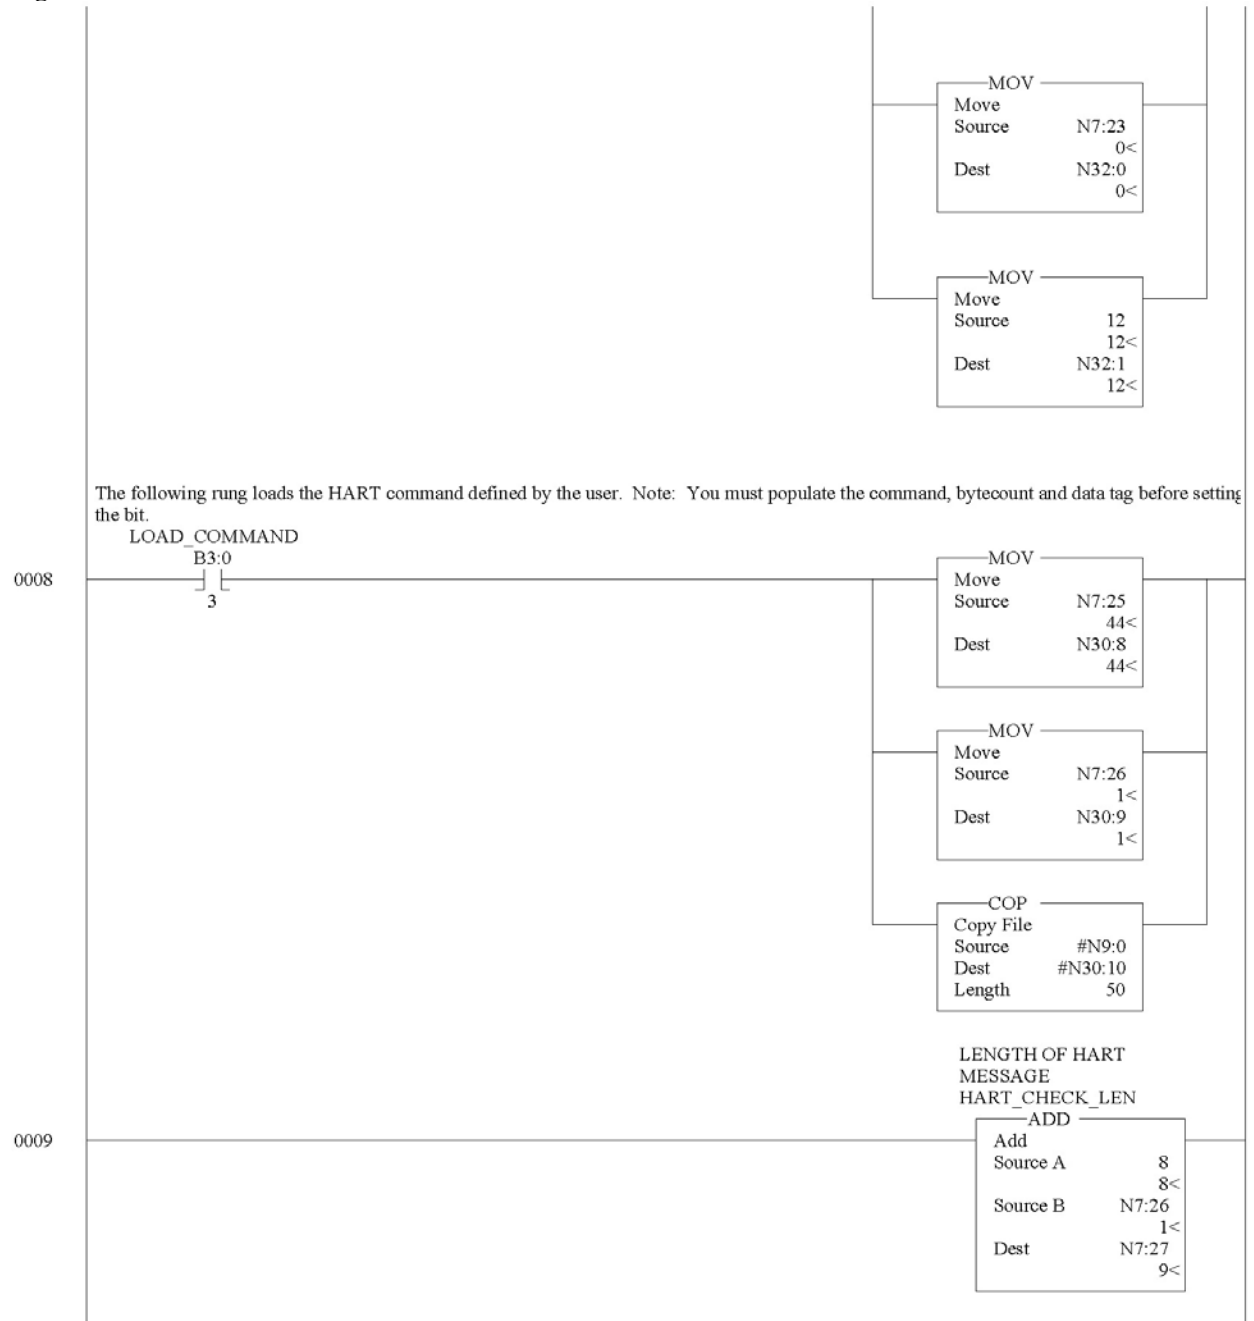 MOV
Move
Source N7:23
0<
Dest N32:0
0<
MOV
Move
Source 12
12<
Dest N32:1
12<
The following rung loads the HART command defined by the user. Note: You must populate the command, bytecount and data tag before setting
the bit.
LOAD_COMMAND
B3:0
3
0008
MOV
Move
Source N7:25
44<
Dest N30:8
44<
MOV
Move
Source N7:26
1<
Dest N30:9
1<
COP
Copy File
Source #N9:0
Dest #N30:10
Length 50
LENGTH OF HART
MESSAGE
HART_CHECK_LEN
0009
ADD
Add
Source A 8
8<
Source B N7:26
1<
Dest N7:27
9<